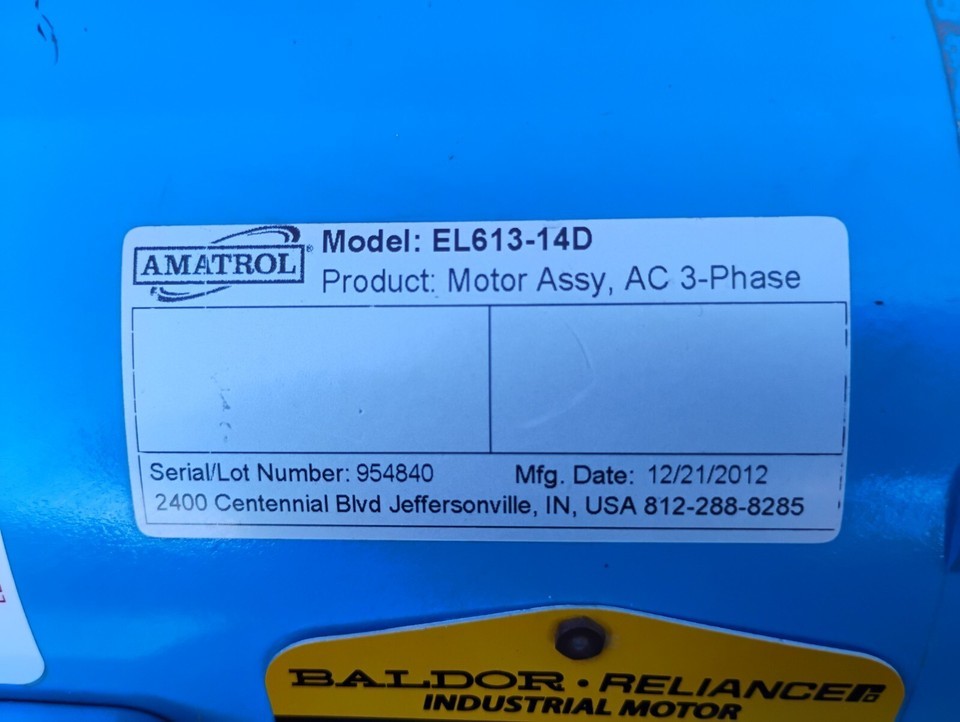 AMATROL®
Model: EL613-14D
Product: Motor Assy, AC 3-Phase
Serial/Lot Number: 954840 Mfg. Date: 12/21/2012
2400 Centennial Blvd Jeffersonville, IN, USA 812-288-8285
BALDOR • RELIANCE
INDUSTRIAL MOTOR